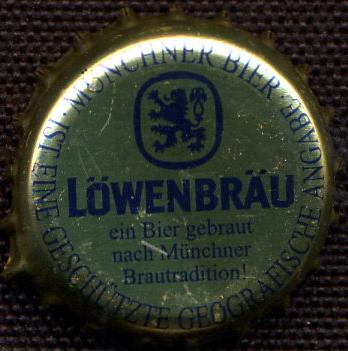 MÜNCHNER BIER · IST EINE GESCHÜTZTE GEOGRAFISCHE ANGABE
LÖWENBRÄU
ein Bier gebraut
nach Münchner
Brautradition!